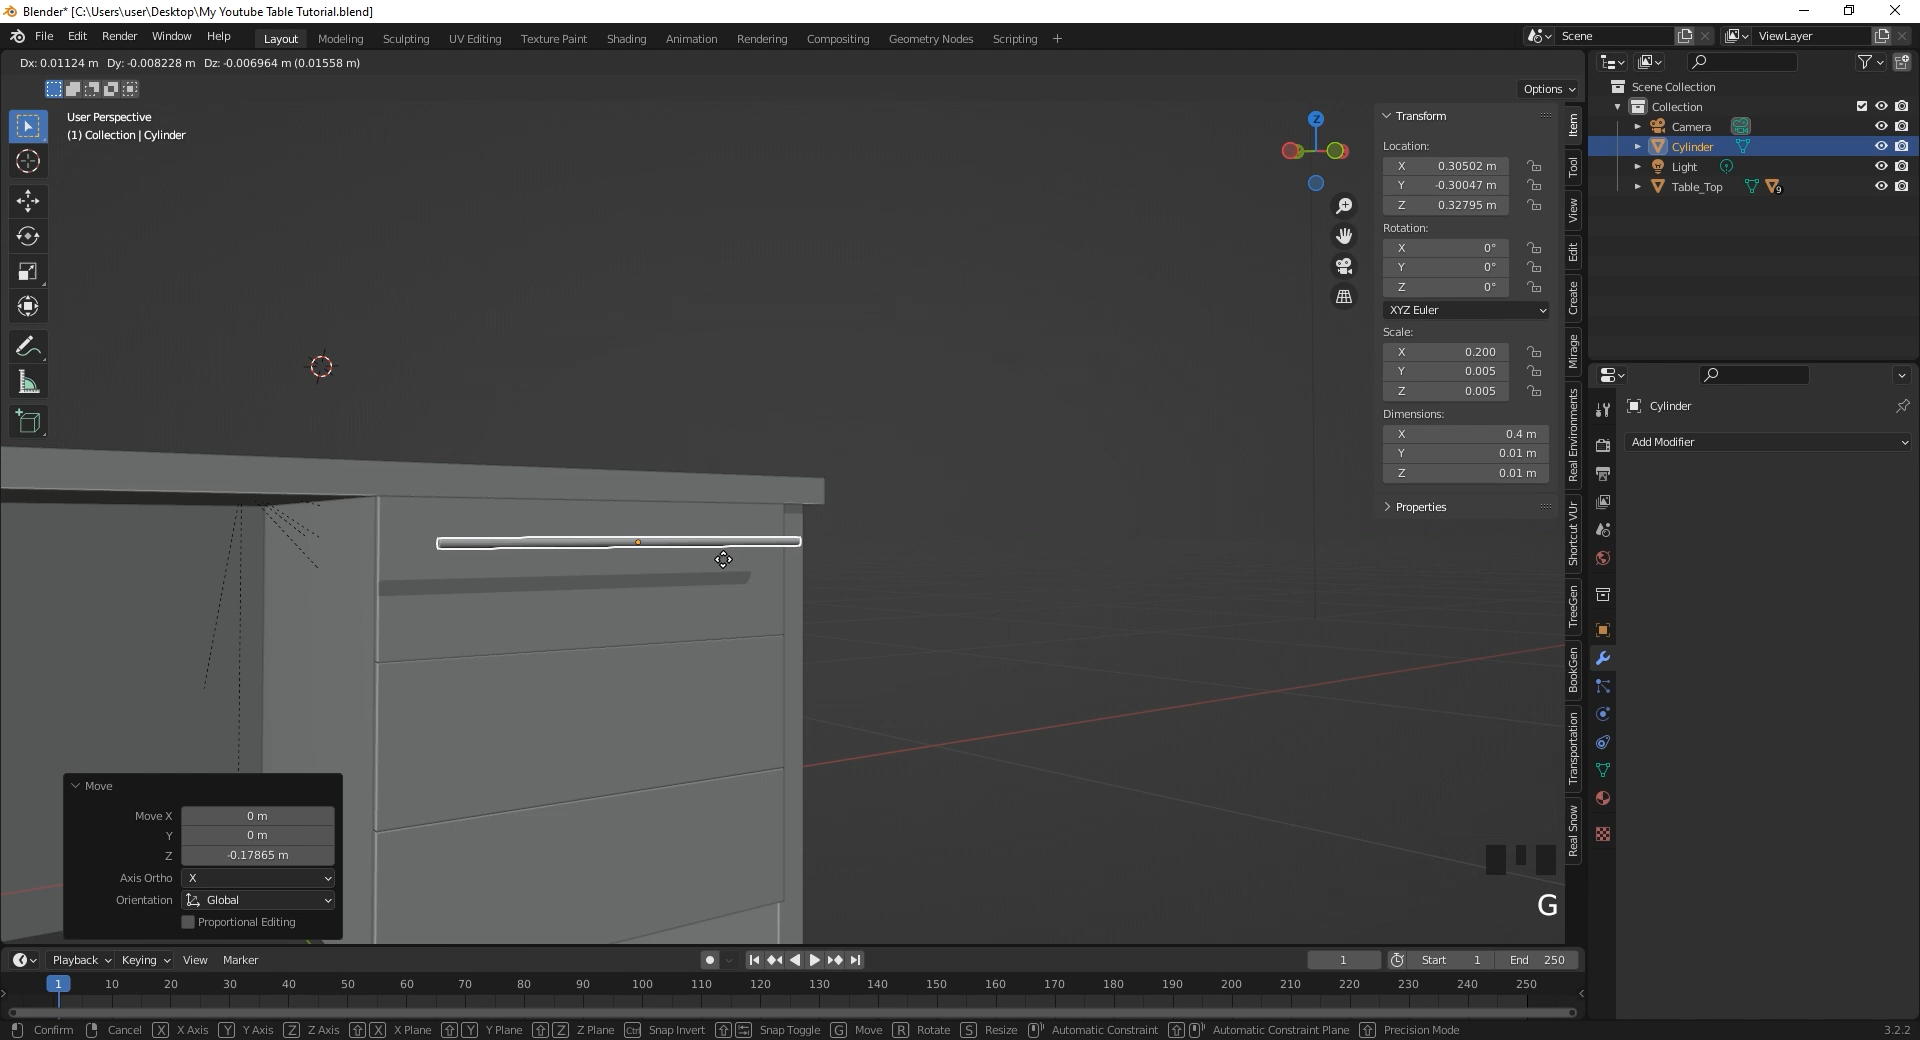 Blender* [C:\Users\user\Desktop\My Youtube Table Tutorial.blend]
File Edit Render Window Help Layout Modeling Sculpting UV Editing Texture Paint Shading Animation Rendering Compositing Geometry Nodes Scripting + Scene ViewLayer
Dx: 0.01124 m Dy: -0.008228 m Dz: -0.006964 m (0.01558 m)
Options
User Perspective
(1) Collection | Cylinder
Z
Transform
Location:
X 0.30502 m
Y -0.30047 m
Z 0.32795 m
Rotation:
X 0°
Y 0°
Z 0°
XYZ Euler
Scale:
X 0.200
Y 0.005
Z 0.005
Dimensions:
X 0.4 m
Y 0.01 m
Z 0.01 m
Properties
Item
Tool
View
Edit
Create
Mirage
Real Environments
Shortcut VUr
TreeGen
BookGen
Transportation
Real Snow
Scene Collection
Collection
Camera
Cylinder
Light
Table_Top 9
Cylinder
Add Modifier
Move
Move X 0 m
Y 0 m
Z -0.17865 m
Axis Ortho X
Orientation Global
Proportional Editing
G
Playback Keying View Marker 1 Start 1 End 250
1 10 20 30 40 50 60 70 80 90 100 110 120 130 140 150 160 170 180 190 200 210 220 230 240 250
Confirm Cancel X X Axis Y Y Axis Z Z Axis X X Plane Y Y Plane Z Z Plane Ctrl Snap Invert Snap Toggle G Move R Rotate S Resize Automatic Constraint Automatic Constraint Plane Precision Mode 3.2.2